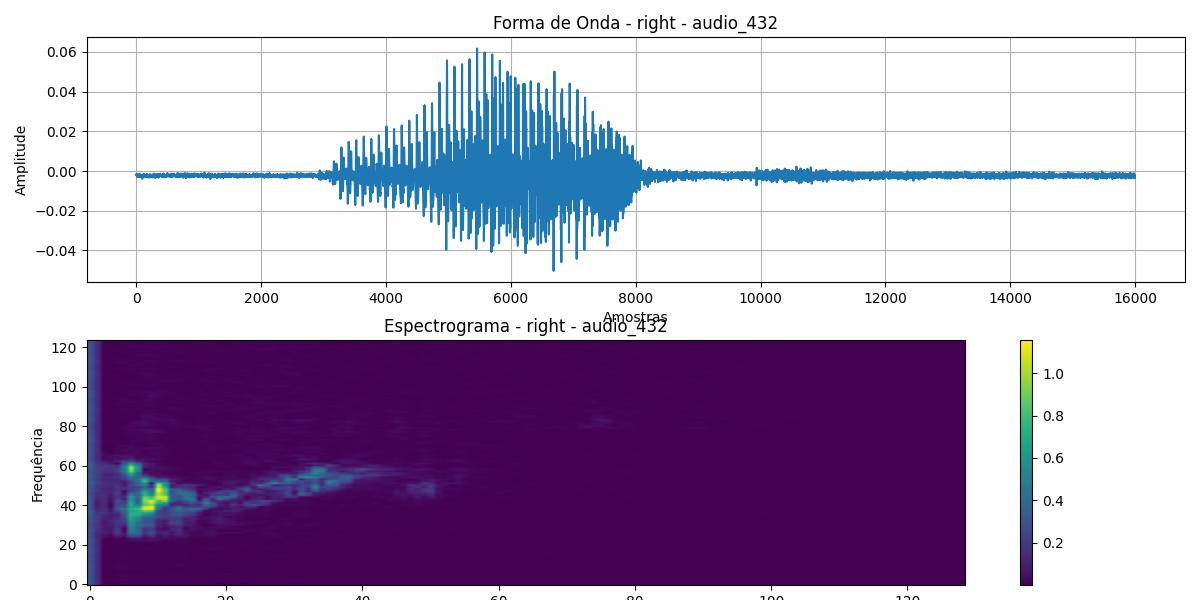 Forma de Onda - right - audio_432
0.06
0.04
0.02
0.00
−0.02
−0.04
Amplitude
0 2000 4000 6000 8000 10000 12000 14000 16000
Amostras
Espectrograma - right - audio_432
120
100
80
60
40
20
0
Frequência
0 20 40 60 80 100 120
1.0
0.8
0.6
0.4
0.2